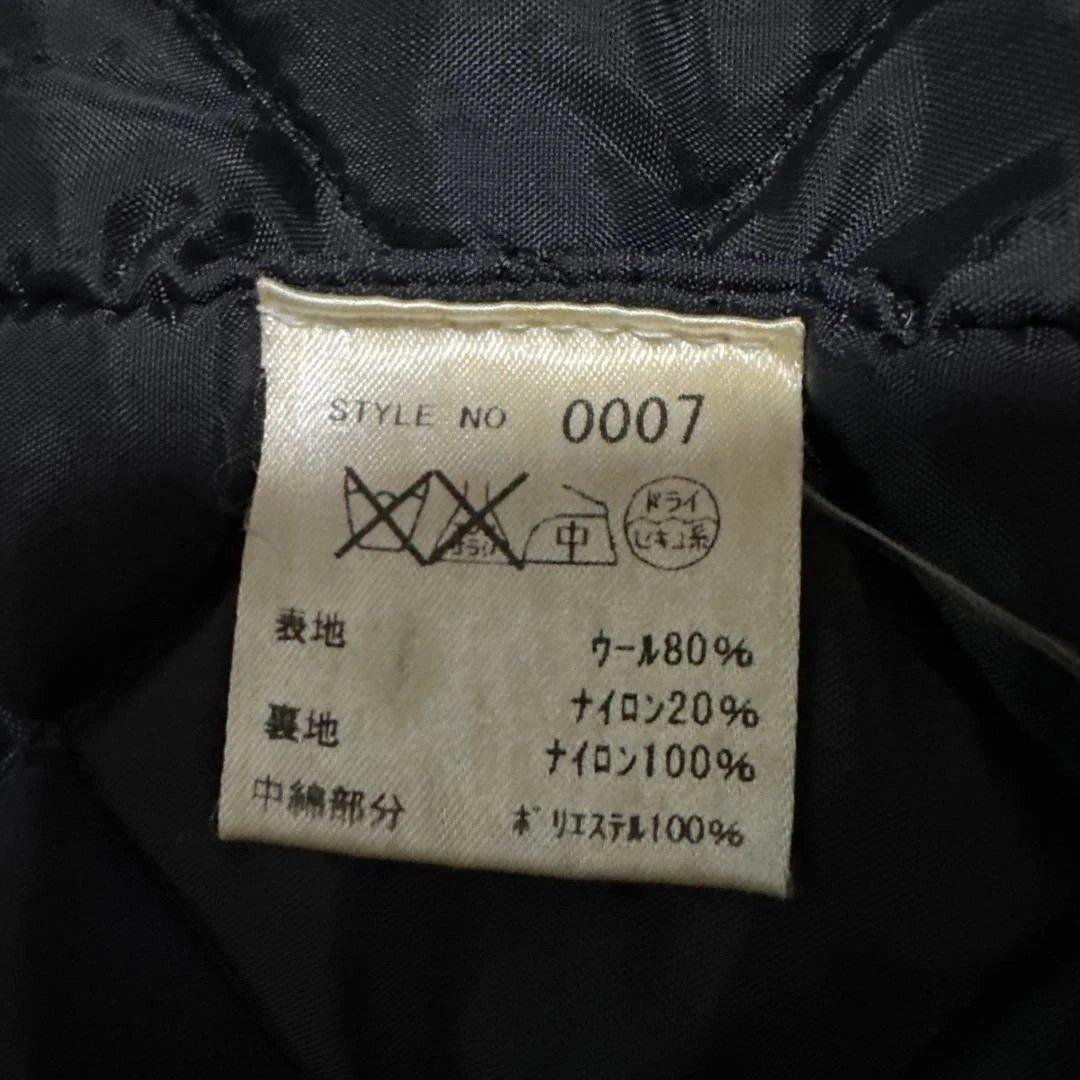 STYLE NO 0007
中 ドライ セキユ系
表地 ウール80%
ナイロン20%
裏地 ナイロン100%
中綿部分 ポリエステル100%